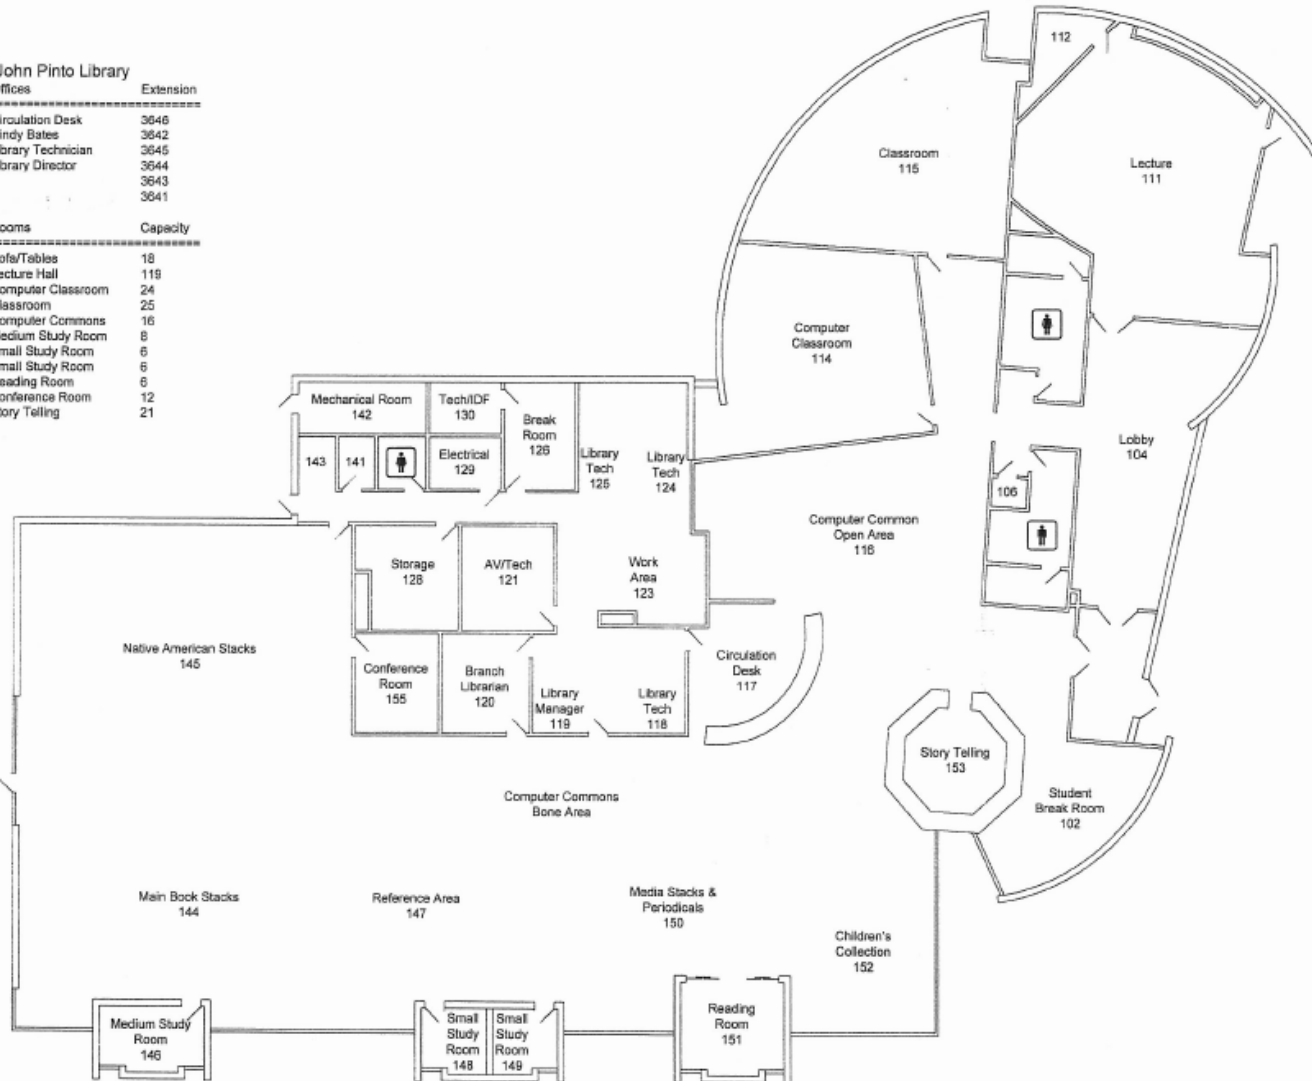 John Pinto Library
ffices Extension
irculation Desk 3646
indy Bates 3642
brary Technician 3645
brary Director 3644
3643
3641
ooms Capacity
ofa/Tables 18
ecture Hall 119
omputer Classroom 24
lassroom 25
omputer Commons 16
edium Study Room 8
mall Study Room 6
mall Study Room 6
eading Room 6
onference Room 12
tory Telling 21
112
Classroom
115
Lecture
111
Computer
Classroom
114
Mechanical Room
142
Tech/IDF
130
Break
Room
126
143
141
Electrical
129
Library
Tech
125
Library
Tech
124
Lobby
104
106
Computer Common
Open Area
116
Storage
128
AV/Tech
121
Work
Area
123
Native American Stacks
145
Conference
Room
155
Branch
Librarian
120
Library
Manager
119
Library
Tech
118
Circulation
Desk
117
Story Telling
153
Student
Break Room
102
Computer Commons
Bone Area
Main Book Stacks
144
Reference Area
147
Media Stacks &
Periodicals
150
Children's
Collection
152
Medium Study
Room
146
Small
Study
Room
148
Small
Study
Room
149
Reading
Room
151